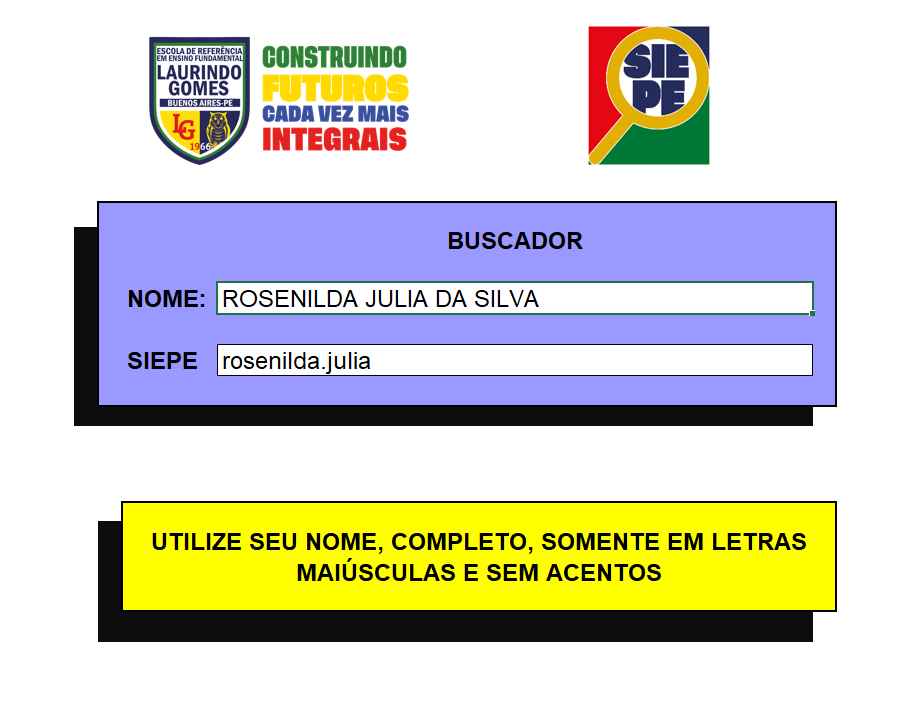 ESCOLA DE REFERÊNCIA
EM ENSINO FUNDAMENTAL
LAURINDO
GOMES
BUENOS AIRES-PE
LG
1966
CONSTRUINDO
FUTUROS
CADA VEZ MAIS
INTEGRAIS
SIE
PE
BUSCADOR
NOME: ROSENILDA JULIA DA SILVA
SIEPE rosenilda.julia
UTILIZE SEU NOME, COMPLETO, SOMENTE EM LETRAS
MAIÚSCULAS E SEM ACENTOS